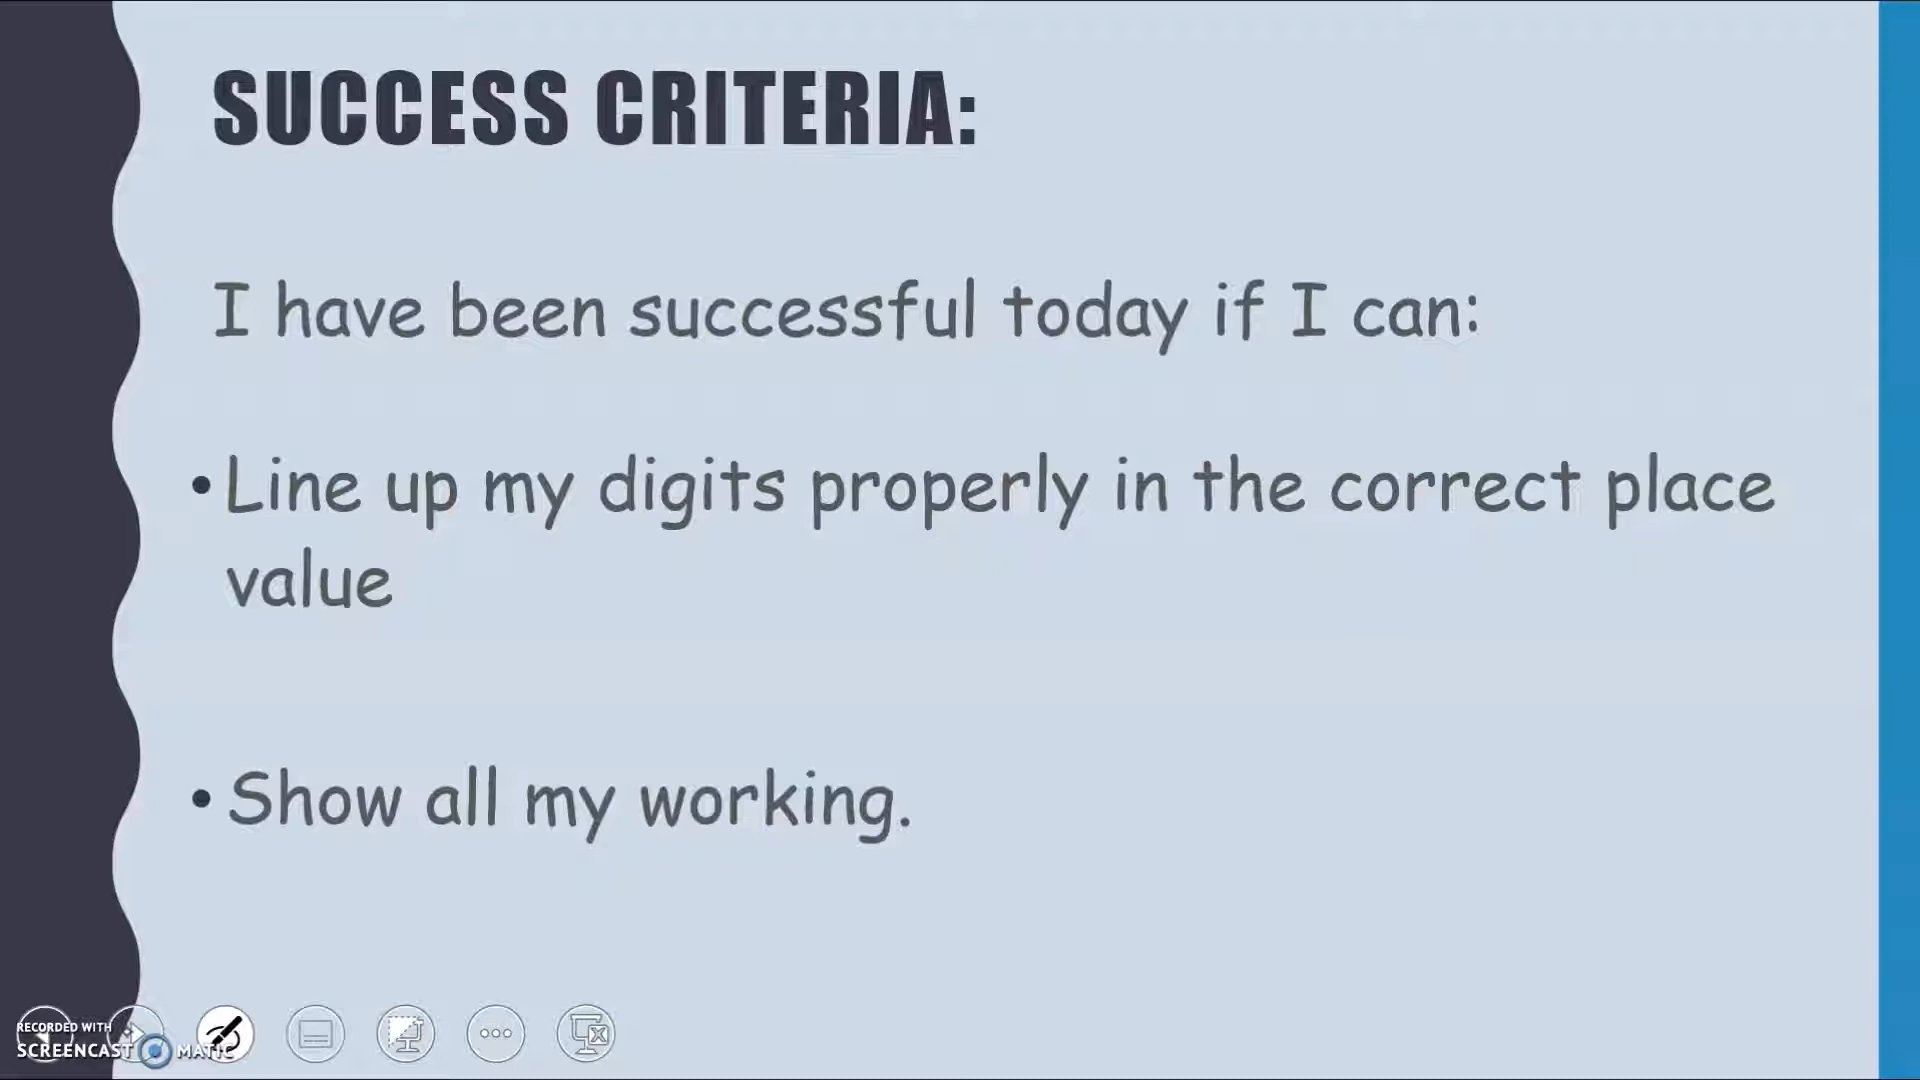 SUCCESS CRITERIA:
I have been successful today if I can:
• Line up my digits properly in the correct place
value
• Show all my working.
RECORDED WITH
SCREENCAST MATIC